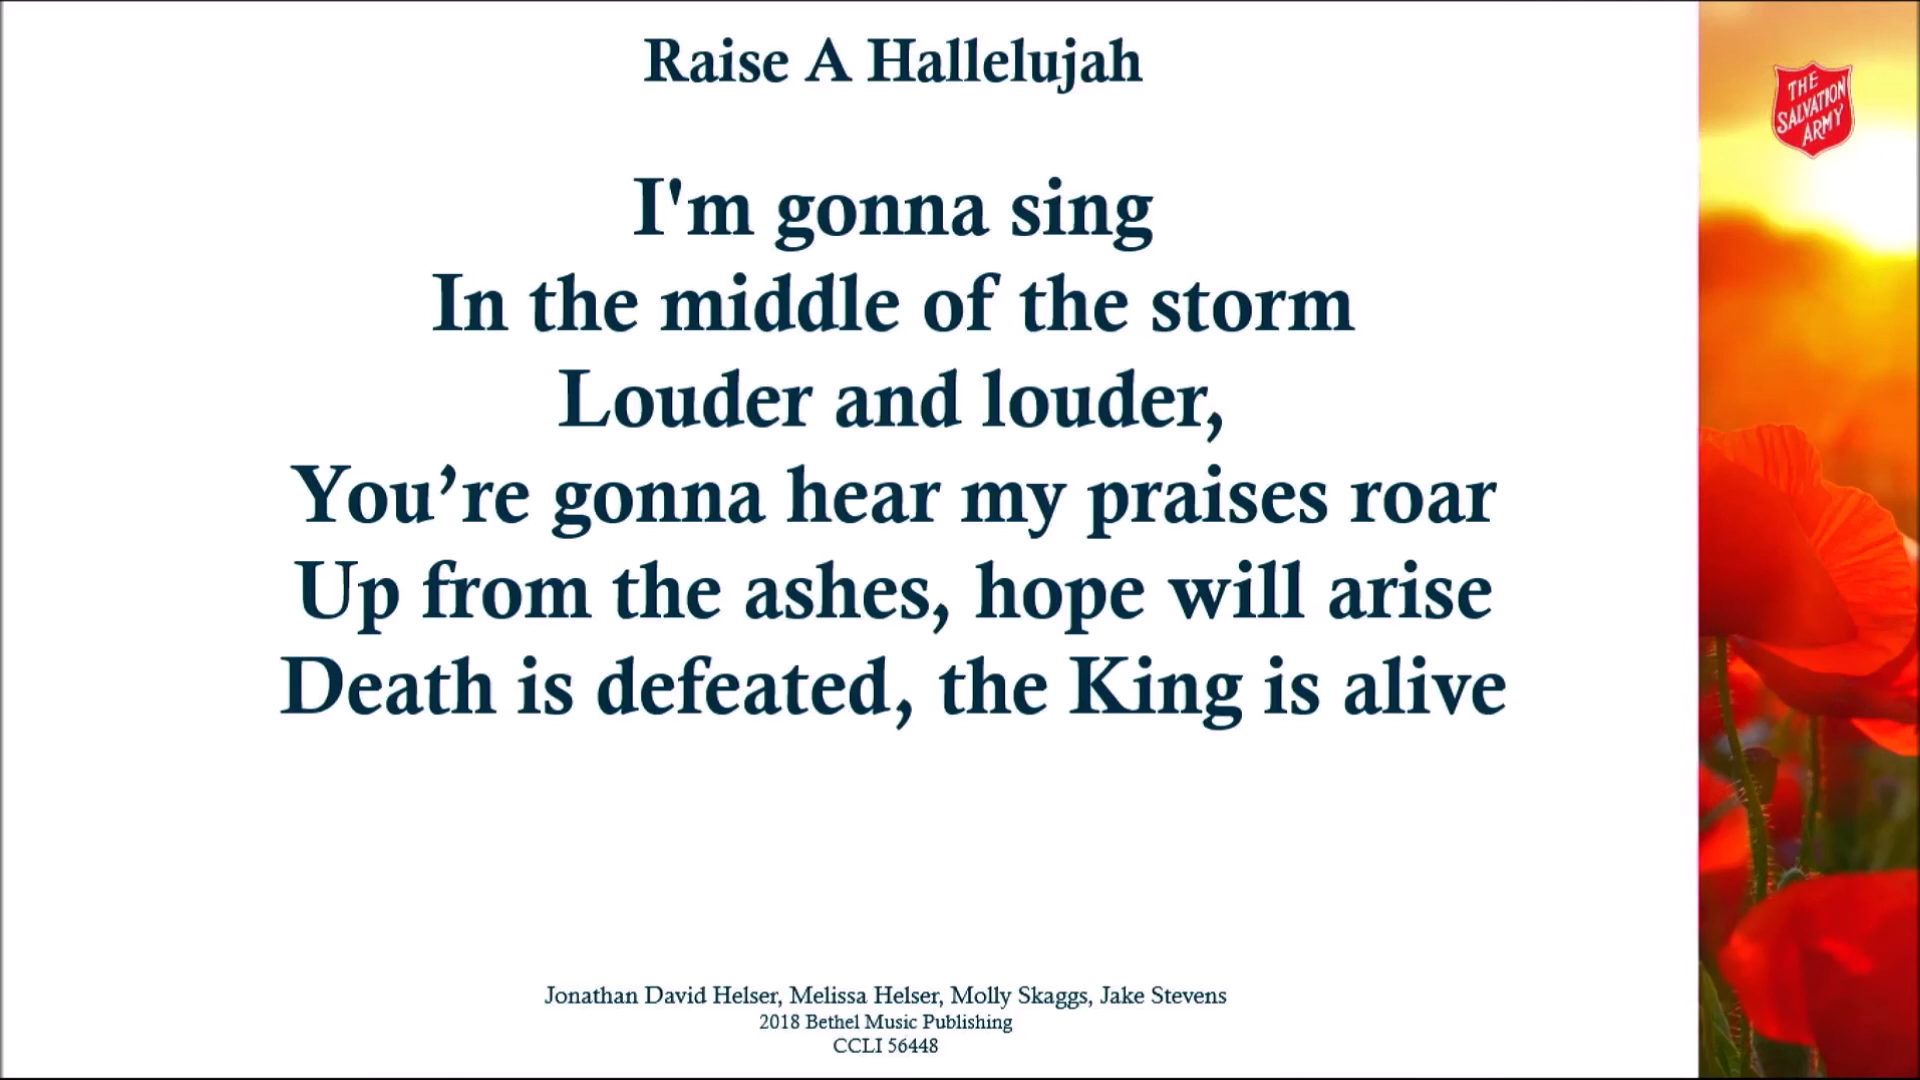 Raise A Hallelujah
I'm gonna sing
In the middle of the storm
Louder and louder,
You’re gonna hear my praises roar
Up from the ashes, hope will arise
Death is defeated, the King is alive
Jonathan David Helser, Melissa Helser, Molly Skaggs, Jake Stevens
2018 Bethel Music Publishing
CCLI 56448
THE
SALVATION
ARMY